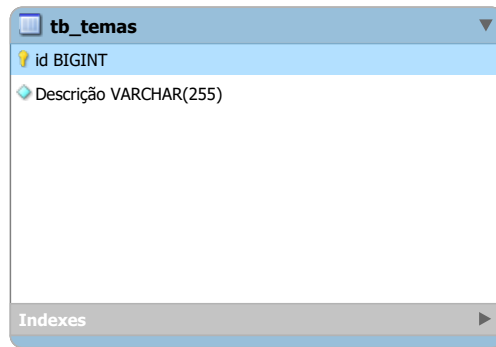 tb_temas
id BIGINT
Descrição VARCHAR(255)
Indexes